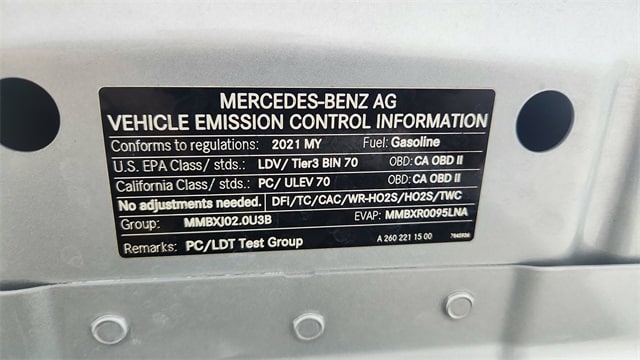 MERCEDES-BENZ AG
VEHICLE EMISSION CONTROL INFORMATION
Conforms to regulations: 2021 MY Fuel: Gasoline
U.S. EPA Class/ stds.: LDV/ Tier3 BIN 70 OBD: CA OBD II
California Class/ stds.: PC/ ULEV 70 OBD: CA OBD II
No adjustments needed. DFI/TC/CAC/WR-HO2S/HO2S/TWC
Group: MMBXJ02.0U3B EVAP: MMBXR0095LNA
Remarks: PC/LDT Test Group A 260 221 15 00